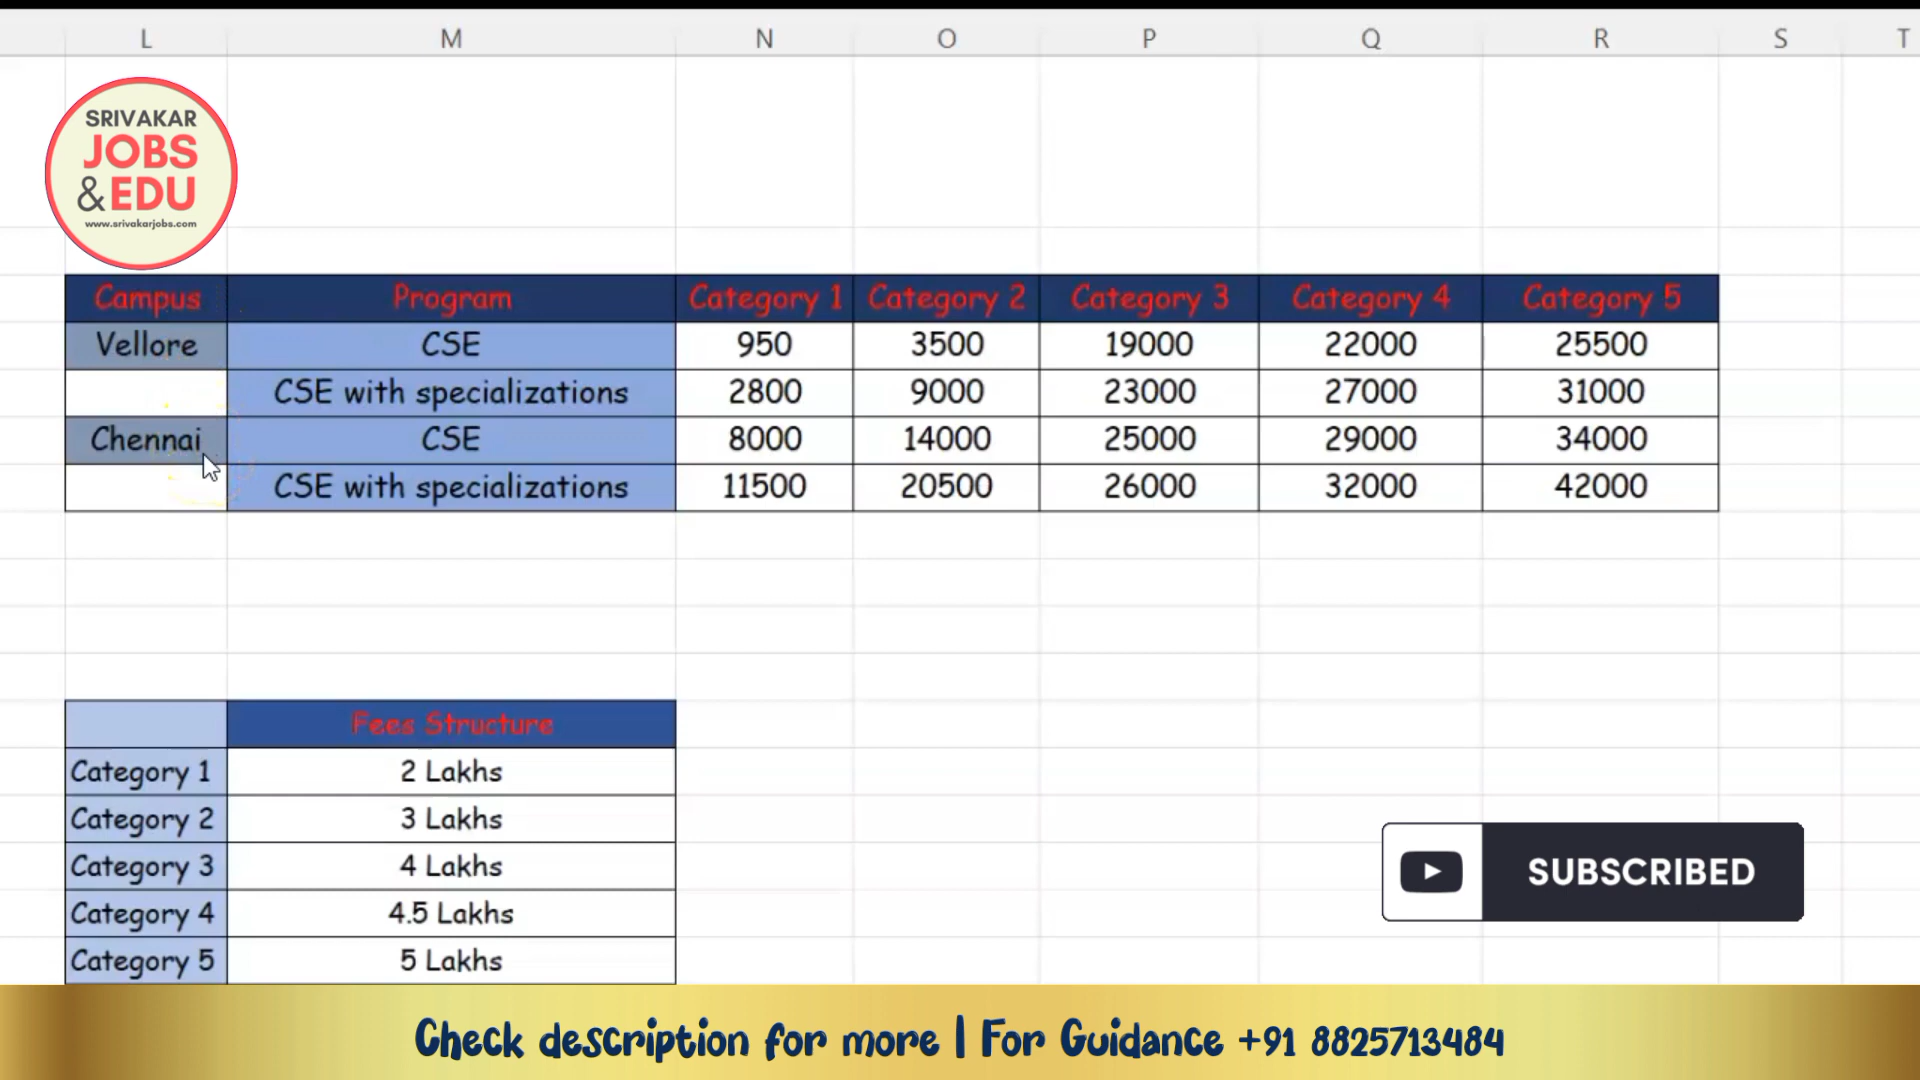 L M N O P Q R S T
SRIVAKAR
JOBS
&EDU
www.srivakarjobs.com
Campus Program Category 1 Category 2 Category 3 Category 4 Category 5
Vellore CSE 950 3500 19000 22000 25500
CSE with specializations 2800 9000 23000 27000 31000
Chennai CSE 8000 14000 25000 29000 34000
CSE with specializations 11500 20500 26000 32000 42000
Fees Structure
Category 1 2 Lakhs
Category 2 3 Lakhs
Category 3 4 Lakhs
Category 4 4.5 Lakhs
Category 5 5 Lakhs
SUBSCRIBED
Check description for more | For Guidance +91 8825713484